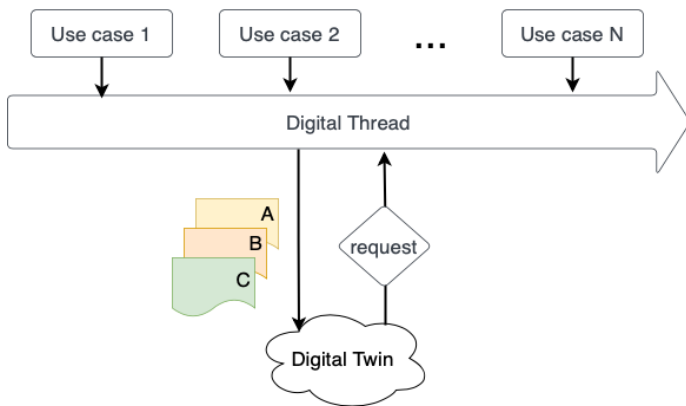 Use case 1
Use case 2
...
Use case N
Digital Thread
A
B
C
request
Digital Twin